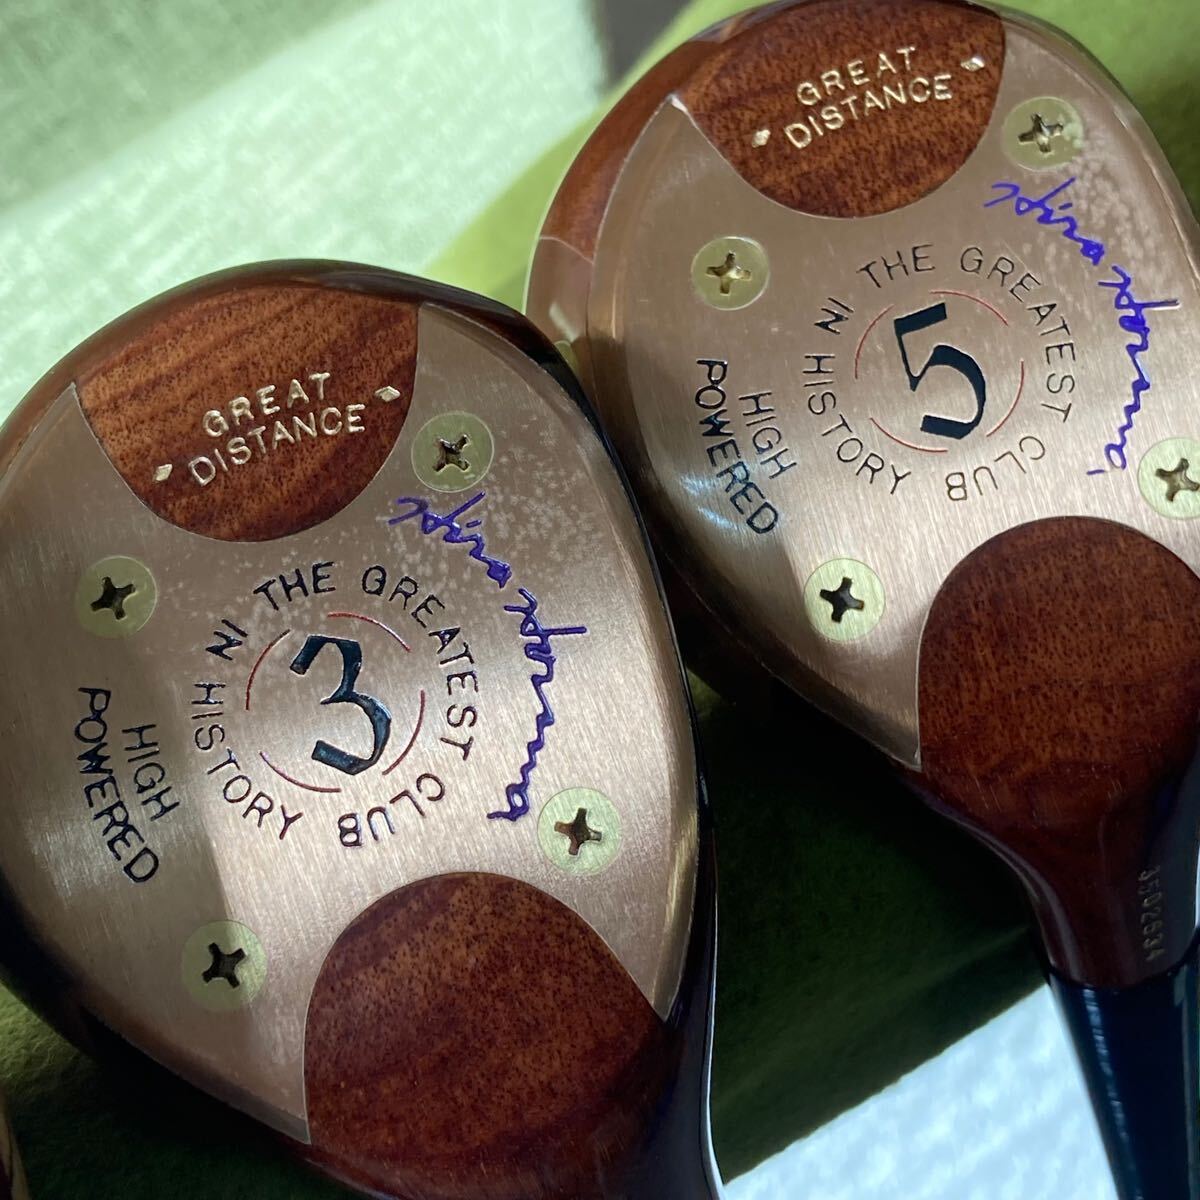 GREAT
DISTANCE
THE GREATEST CLUB IN HISTORY
3
HIGH
POWERED
GREAT
DISTANCE
THE GREATEST CLUB IN HISTORY
5
HIGH
POWERED
3502634